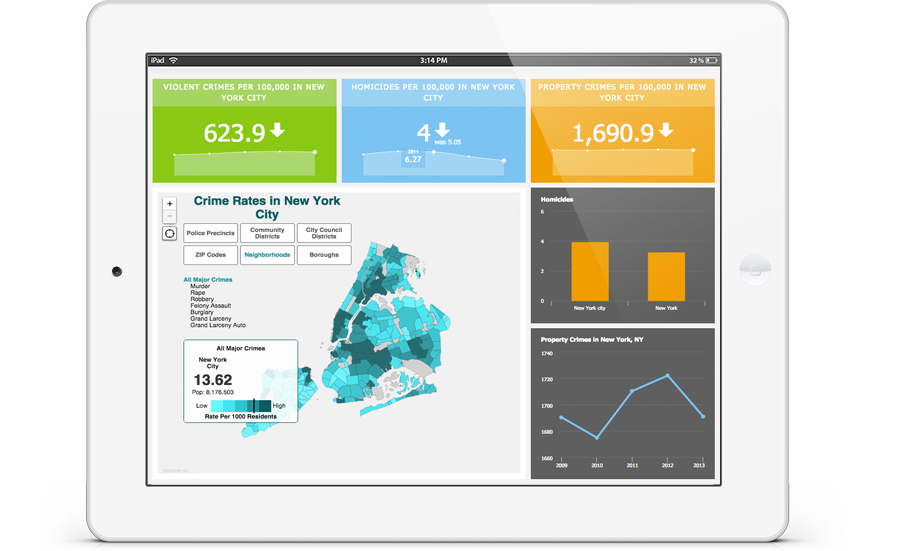 iPad
3:14 PM
32 %
VIOLENT CRIMES PER 100,000 IN NEW
YORK CITY
623.9
HOMICIDES PER 100,000 IN NEW YORK
CITY
4
was 5.05
2011
6.27
PROPERTY CRIMES PER 100,000 IN NEW
YORK CITY
1,690.9
+
-
Crime Rates in New York
City
Police Precincts
Community
Districts
City Council
Districts
ZIP Codes
Neighborhoods
Boroughs
All Major Crimes
Murder
Rape
Robbery
Felony Assault
Burglary
Grand Larceny
Grand Larceny Auto
All Major Crimes
New York
City
13.62
Pop: 8,176,503
Low
High
Rate Per 1000 Residents
Homicides
6
4
2
0
New York city
New York
Property Crimes in New York, NY
1740
1720
1700
1680
1660
2009
2010
2011
2012
2013